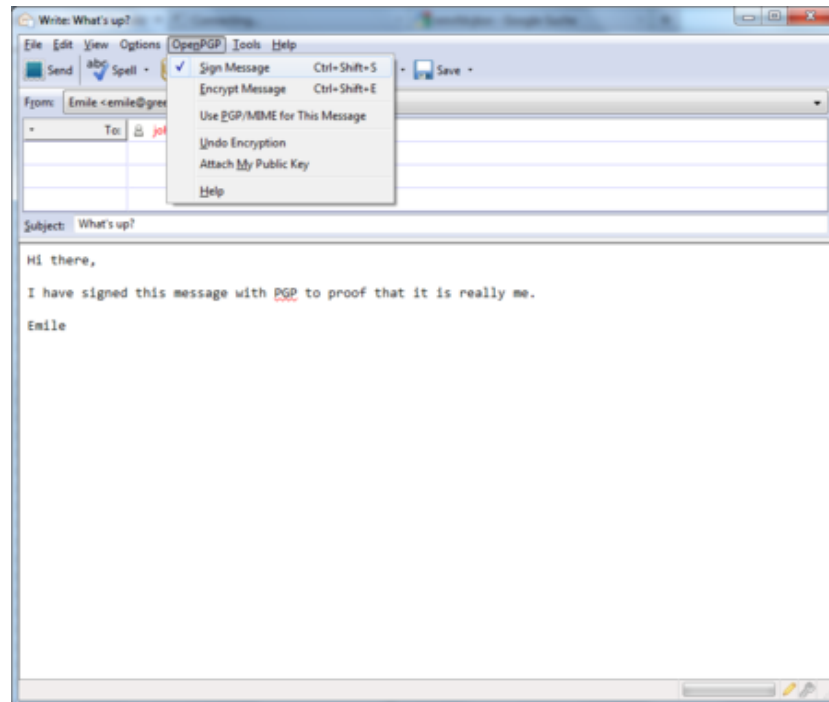 Write: What's up?
File Edit View Options OpenPGP Tools Help
Send Spell Save
Sign Message Ctrl+Shift+S
Encrypt Message Ctrl+Shift+E
Use PGP/MIME for This Message
Undo Encryption
Attach My Public Key
Help
From: Emile <emile@gree
To:
Subject: What's up?
Hi there,
I have signed this message with PGP to proof that it is really me.
Emile